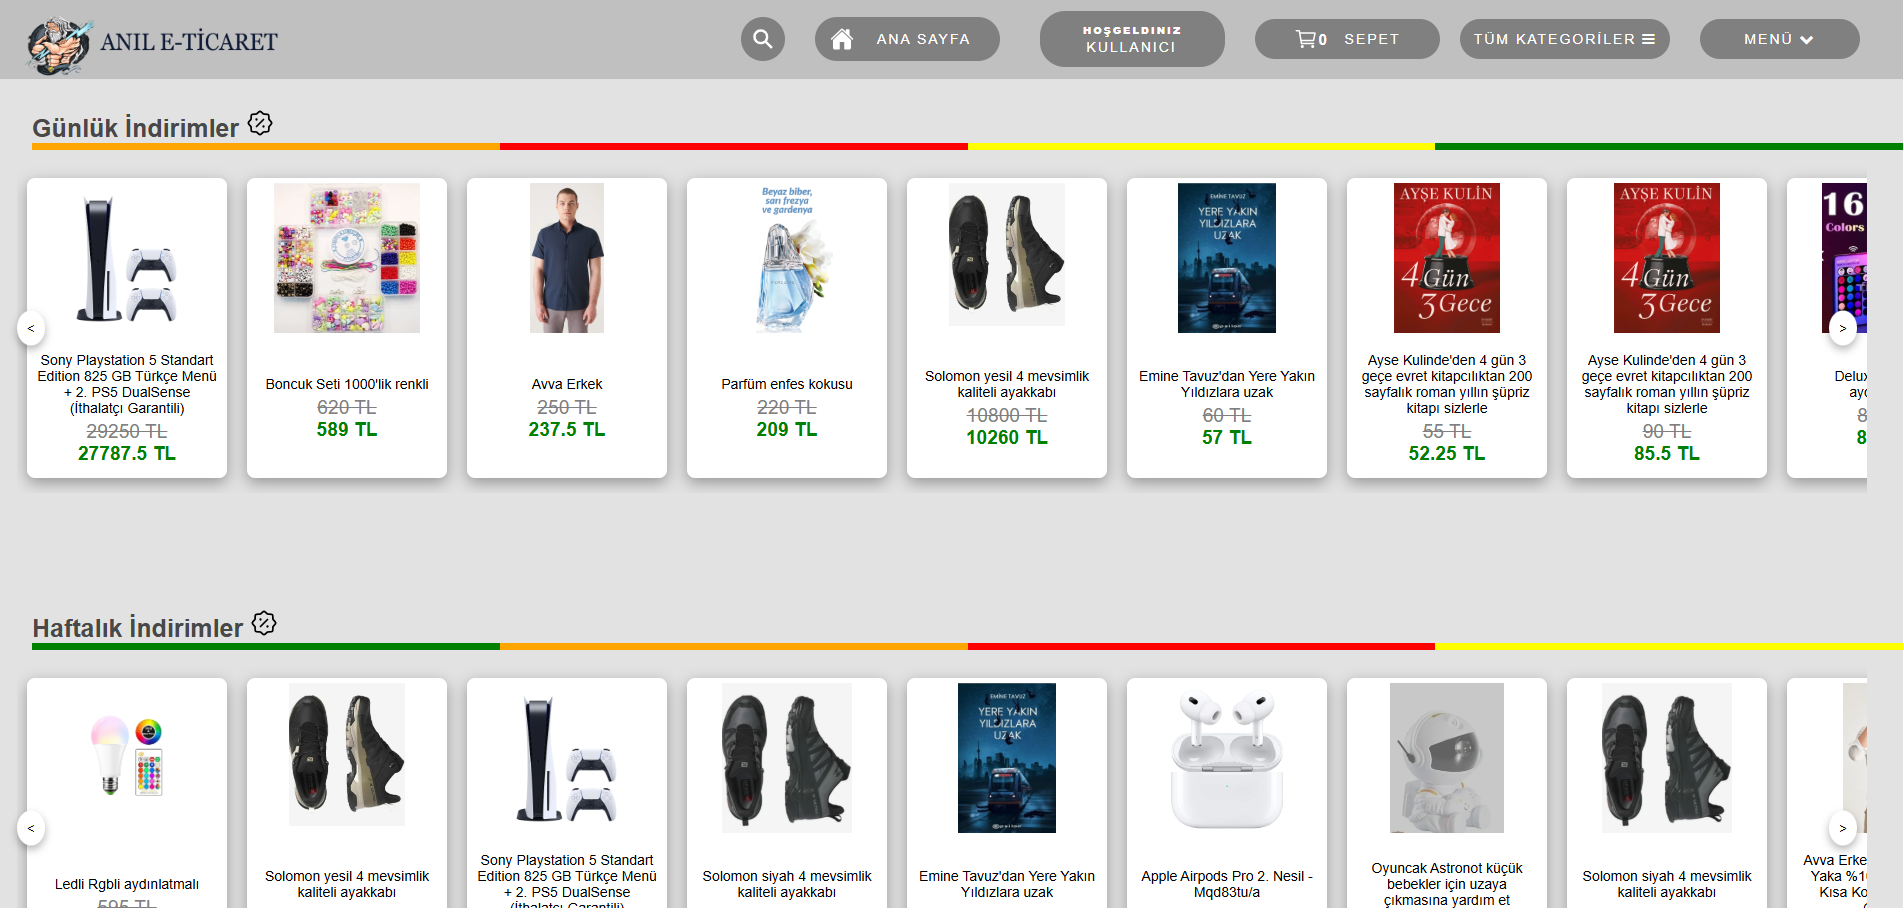 ANIL E-TİCARET
ANA SAYFA
HOŞGELDINIZ
KULLANICI
0 SEPET
TÜM KATEGORİLER
MENÜ
Günlük İndirimler
<
Sony Playstation 5 Standart
Edition 825 GB Türkçe Menü
+ 2. PS5 DualSense
(İthalatçı Garantili)
29250 TL
27787.5 TL
Boncuk Seti 1000'lik renkli
620 TL
589 TL
Avva Erkek
250 TL
237.5 TL
Beyaz biber,
sarı frezya
ve gardenya
Parfüm enfes kokusu
220 TL
209 TL
Solomon yesil 4 mevsimlik
kaliteli ayakkabı
10800 TL
10260 TL
EMİNE TAVUZ
YERE YAKIN
YILDIZLARA
UZAK
Emine Tavuz'dan Yere Yakın
Yıldızlara uzak
60 TL
57 TL
AYŞE KULİN
4 Gün
3 Gece
Ayse Kulinde'den 4 gün 3
geçe evret kitapcılıktan 200
sayfalık roman yıllın şüpriz
kitapı sizlerle
55 TL
52.25 TL
AYŞE KULİN
4 Gün
3 Gece
Ayse Kulinde'den 4 gün 3
geçe evret kitapcılıktan 200
sayfalık roman yıllın şüpriz
kitapı sizlerle
90 TL
85.5 TL
16
Colors
>
Delux
ayd
8
8
Haftalık İndirimler
<
Ledli Rgbli aydınlatmalı
595 TL
Solomon yesil 4 mevsimlik
kaliteli ayakkabı
Sony Playstation 5 Standart
Edition 825 GB Türkçe Menü
+ 2. PS5 DualSense
(İthalatçı Garantili)
Solomon siyah 4 mevsimlik
kaliteli ayakkabı
EMİNE TAVUZ
YERE YAKIN
YILDIZLARA
UZAK
Emine Tavuz'dan Yere Yakın
Yıldızlara uzak
Apple Airpods Pro 2. Nesil -
Mqd83tu/a
Oyuncak Astronot küçük
bebekler için uzaya
çıkmasına yardım et
Solomon siyah 4 mevsimlik
kaliteli ayakkabı
>
Avva Erke
Yaka %10
Kısa Ko